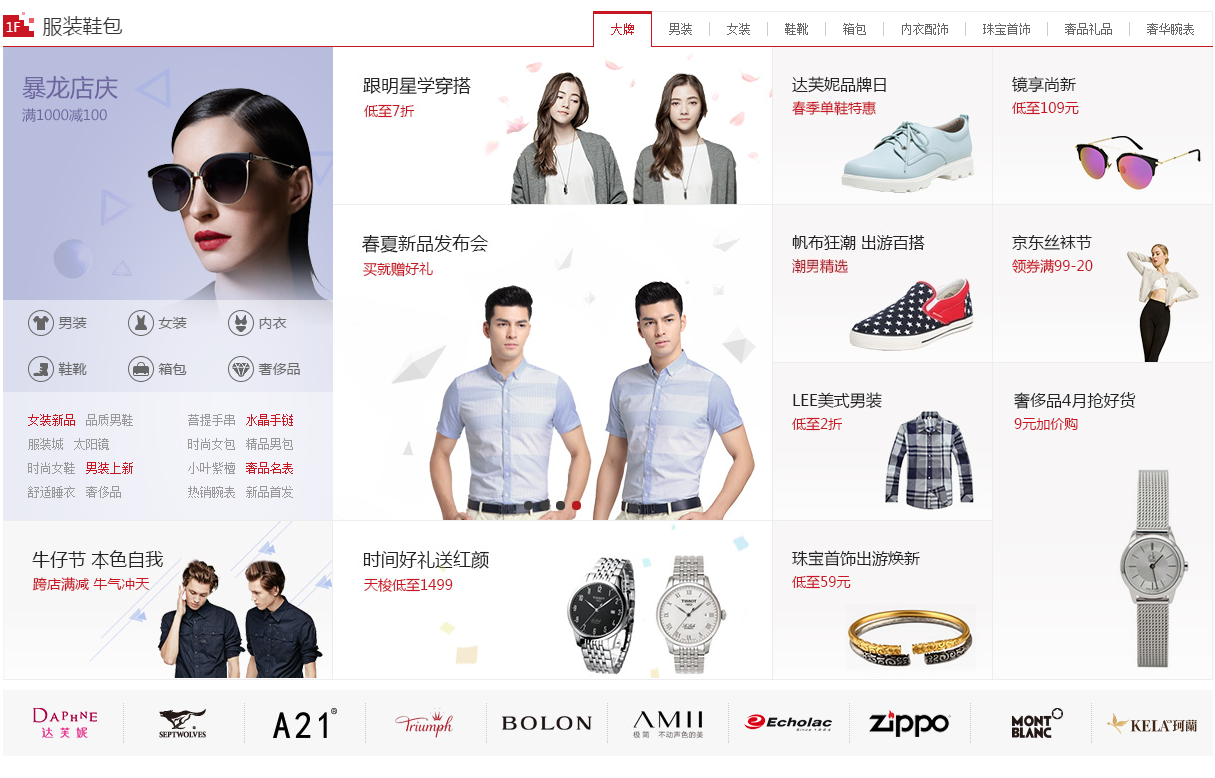 1F 服装鞋包
大牌 男装 女装 鞋靴 箱包 内衣配饰 珠宝首饰 奢品礼品 奢华腕表
暴龙店庆
满1000减100
男装 女装 内衣
鞋靴 箱包 奢侈品
女装新品 品质男鞋 菩提手串 水晶手链
服装城 太阳镜 时尚女包 精品男包
时尚女鞋 男装上新 小叶紫檀 奢品名表
舒适睡衣 奢侈品 热销眼镜 新品首发
跟明星学穿搭
低至7折
达芙妮品牌日
春季单鞋特惠
镜享尚新
低至109元
春夏新品发布会
买就赠好礼
帆布狂潮 出游百搭
潮男精选
京东丝袜节
领券满99-20
LEE美式男装
低至2折
奢侈品4月抢好货
9元加价购
牛仔节 本色自我
跨店满减 牛气冲天
时间好礼送红颜
天梭低至1499
TISSOT
珠宝首饰出游焕新
低至59元
DAPHNE
达芙妮
SEPTWOLVES
A21
Triumph
BOLON
AMII
极简 不动声色的美
Echolac
Since 1904
ZIPPO
MONT
BLANC
KELA 珂蘭